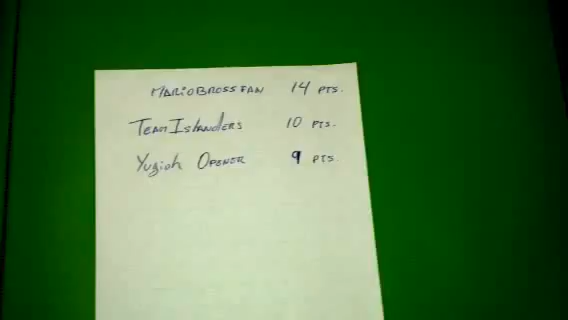 MARIOBROSSFAN 14 PTS.
TEAMISLANDERS 10 PTS.
Yugioh OPENER 9 PTS.